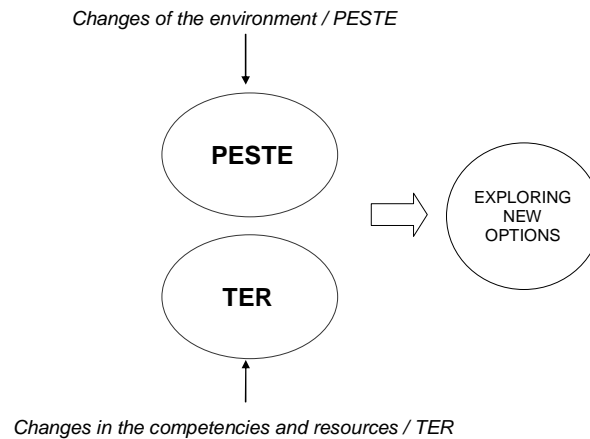 Changes of the environment / PESTE
PESTE
EXPLORING
NEW
OPTIONS
TER
Changes in the competencies and resources / TER